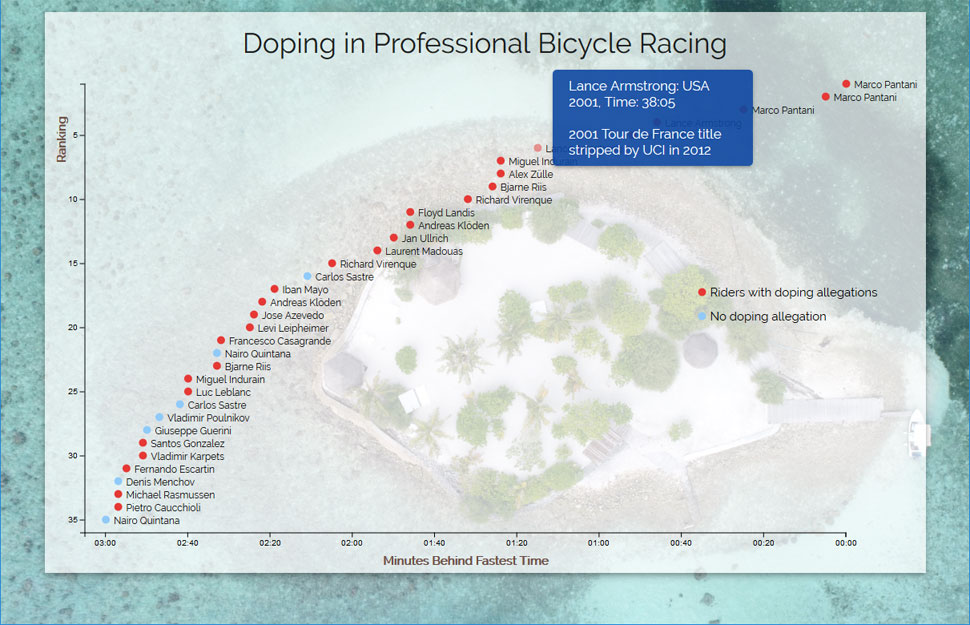 Doping in Professional Bicycle Racing
Lance Armstrong: USA
2001, Time: 38:05
2001 Tour de France title
stripped by UCI in 2012
Marco Pantani
Marco Pantani
Marco Pantani
Lance Armstrong
Miguel Indurain
Alex Zülle
Bjarne Riis
Richard Virenque
Floyd Landis
Andreas Klöden
Jan Ullrich
Laurent Madouas
Richard Virenque
Carlos Sastre
Iban Mayo
Andreas Klöden
Jose Azevedo
Levi Leipheimer
Francesco Casagrande
Nairo Quintana
Bjarne Riis
Miguel Indurain
Luc Leblanc
Carlos Sastre
Vladimir Poulnikov
Giuseppe Guerini
Santos Gonzalez
Vladimir Karpets
Fernando Escartin
Denis Menchov
Michael Rasmussen
Pietro Caucchioli
Nairo Quintana
Riders with doping allegations
No doping allegation
Ranking
5
10
15
20
25
30
35
03:00 02:40 02:20 02:00 01:40 01:20 01:00 00:40 00:20 00:00
Minutes Behind Fastest Time